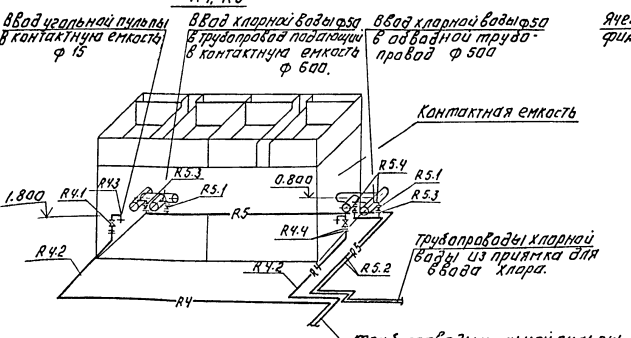 Ввод угольной пульпы
в контактную емкость
ф 15
Ввод хлорной воды ф50
в трубопровод подающий
в контактную емкость
ф 600.
Ввод хлорной воды ф50
в обводной трубо-
провод ф 500
Контактная емкость
R5.3
R5.4
R4.3
R4.1
R5.1
0.800
R5.1
R5.3
1.800
R5
R4.4
R4.2
R4.2
R4
R5
R5.2
R4
Трубопроводы хлорной
воды из приямка для
ввода хлора.